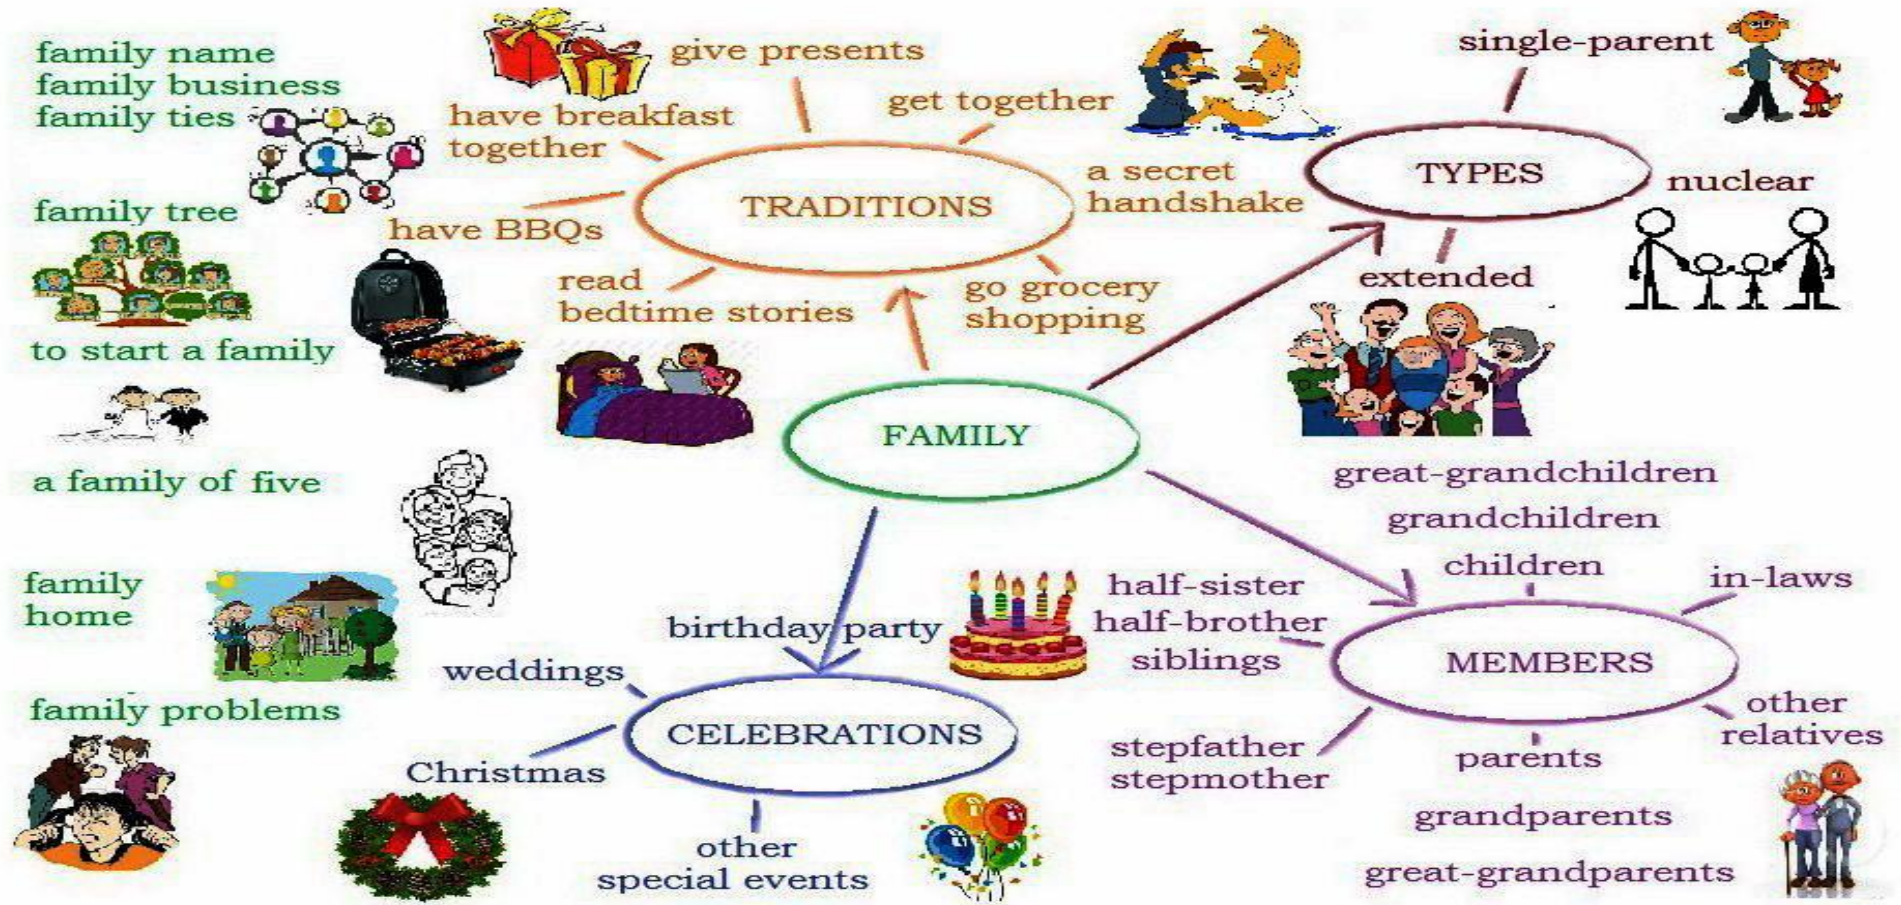 family name
family business
family ties
family tree
to start a family
a family of five
family
home
family problems
give presents
get together
have breakfast
together
a secret
handshake
TRADITIONS
have BBQs
read
bedtime stories
go grocery
shopping
single-parent
TYPES
nuclear
extended
FAMILY
great-grandchildren
grandchildren
children
in-laws
half-sister
half-brother
siblings
MEMBERS
other
relatives
stepfather
stepmother
parents
grandparents
great-grandparents
birthday party
weddings
CELEBRATIONS
Christmas
other
special events